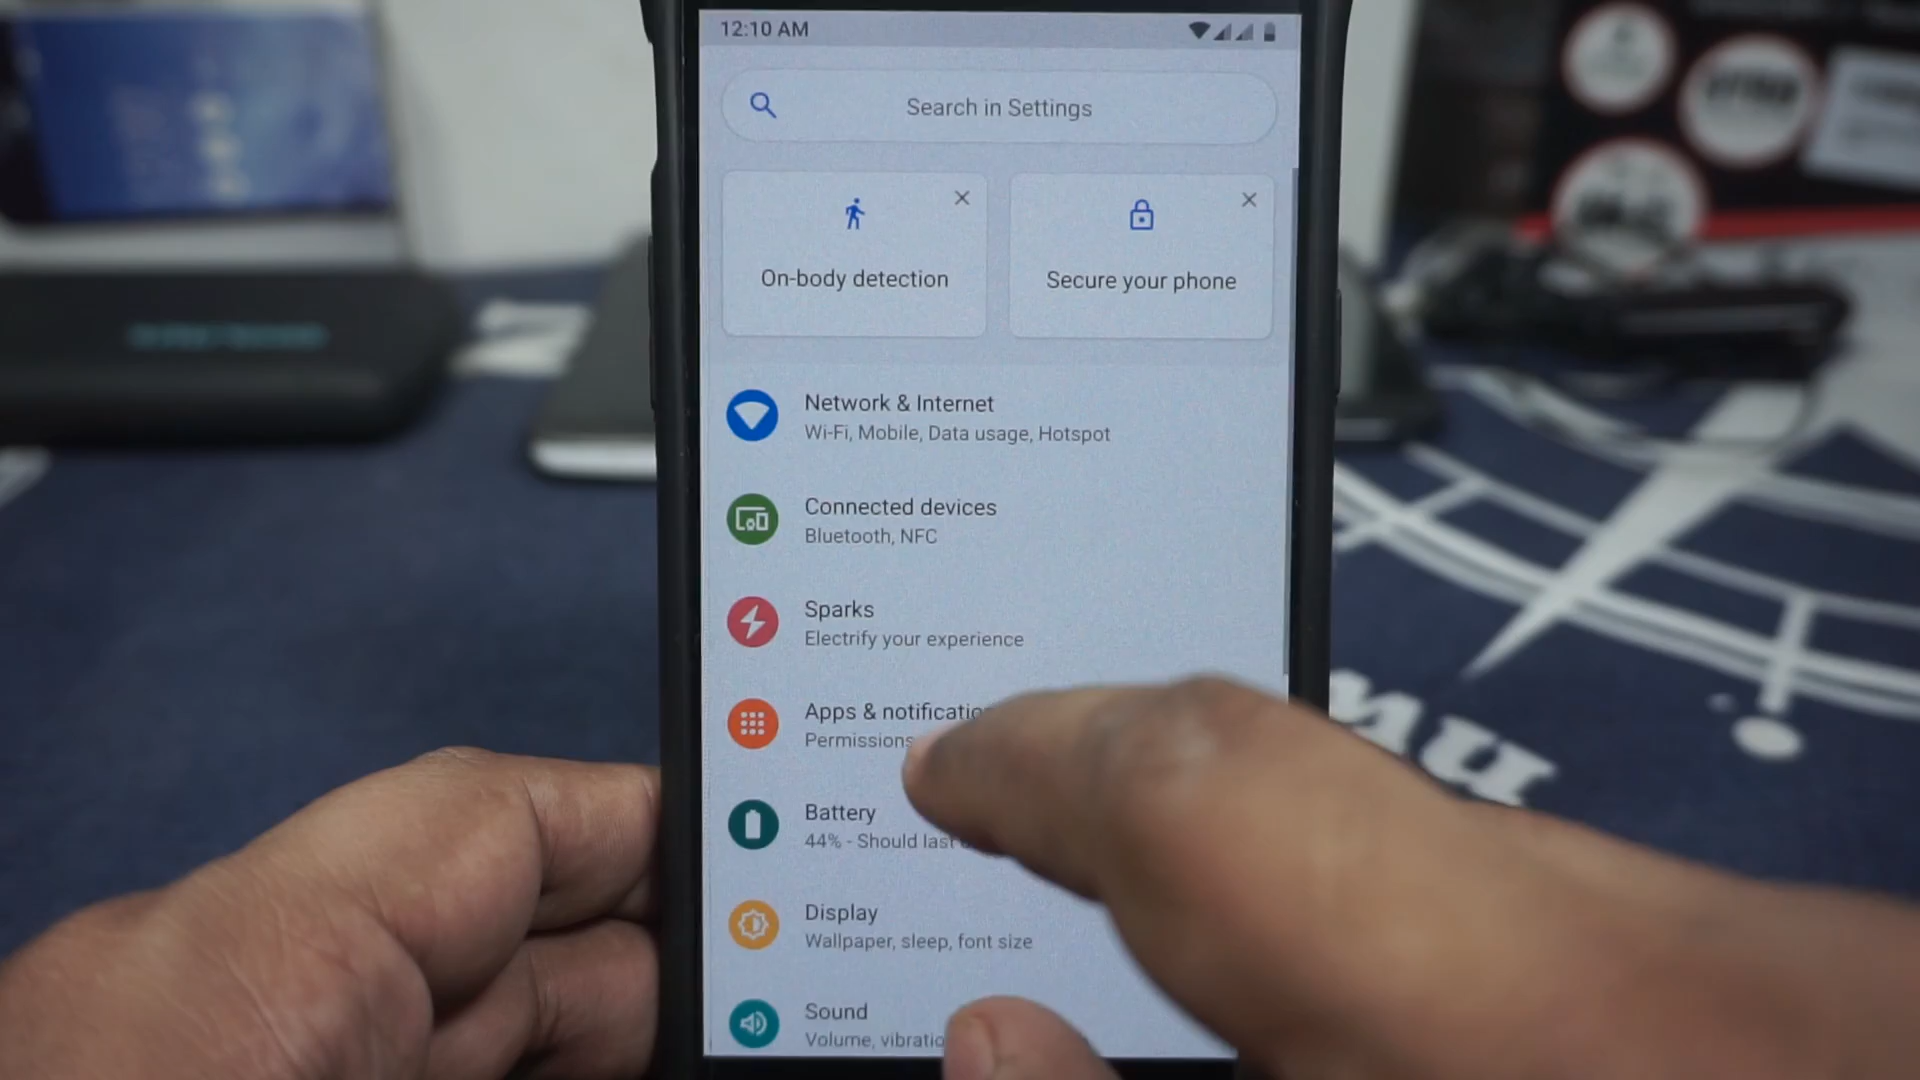 12:10 AM
Search in Settings
On-body detection
Secure your phone
Network & Internet
Wi-Fi, Mobile, Data usage, Hotspot
Connected devices
Bluetooth, NFC
Sparks
Electrify your experience
Apps & notificatio
Permissions
Battery
44% - Should last
Display
Wallpaper, sleep, font size
Sound
Volume, vibratio
nw